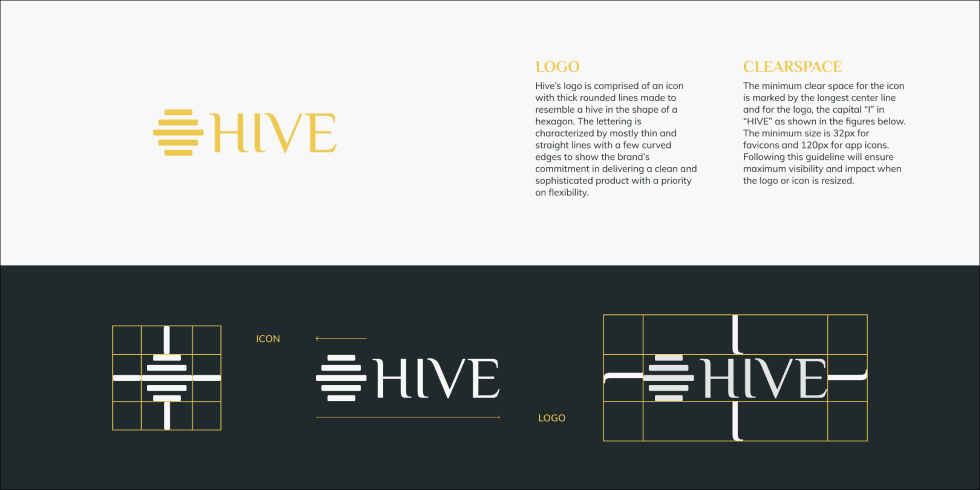 HIVE
LOGO
Hive's logo is comprised of an icon
with thick rounded lines made to
resemble a hive in the shape of a
hexagon. The lettering is
characterized by mostly thin and
straight lines with a few curved
edges to show the brand's
commitment in delivering a clean and
sophisticated product with a priority
on flexibility.
CLEARSPACE
The minimum clear space for the icon
is marked by the longest center line
and for the logo, the capital “I” in
“HIVE” as shown in the figures below.
The minimum size is 32px for
favicons and 120px for app icons.
Following this guideline will ensure
maximum visibility and impact when
the logo or icon is resized.
ICON
HIVE
LOGO
HIVE